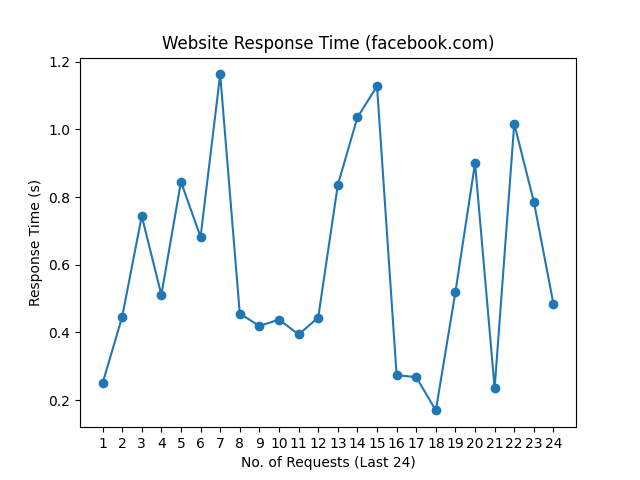 Website Response Time (facebook.com)
1.2
1.0
0.8
0.6
0.4
0.2
Response Time (s)
1 2 3 4 5 6 7 8 9 10 11 12 13 14 15 16 17 18 19 20 21 22 23 24
No. of Requests (Last 24)